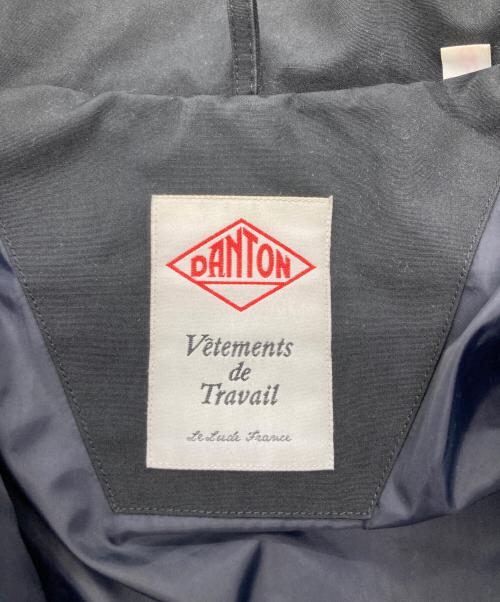 DANTON
Vêtements
de
Travail
Le Lude France